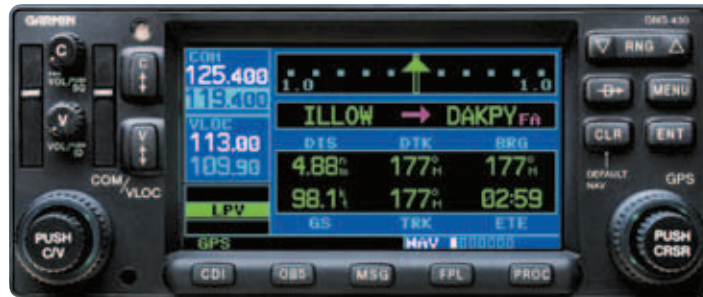 GARMIN
GNS 430
C
VOL/PUSH SQ
C
V
VOL/PUSH ID
V
COM/VLOC
PUSH C/V
COM
125.400
119.400
VLOC
113.00
109.90
LPV
GPS
1.0 1.0
ILLOW → DAKPY FA
DIS DTK BRG
4.88 177°M 177°M
98.1 177°M 02:59
GS TRK ETE
NAV
RNG
D
MENU
CLR
ENT
DEFAULT NAV
GPS
PUSH CRSR
CDI OBS MSG FPL PROC